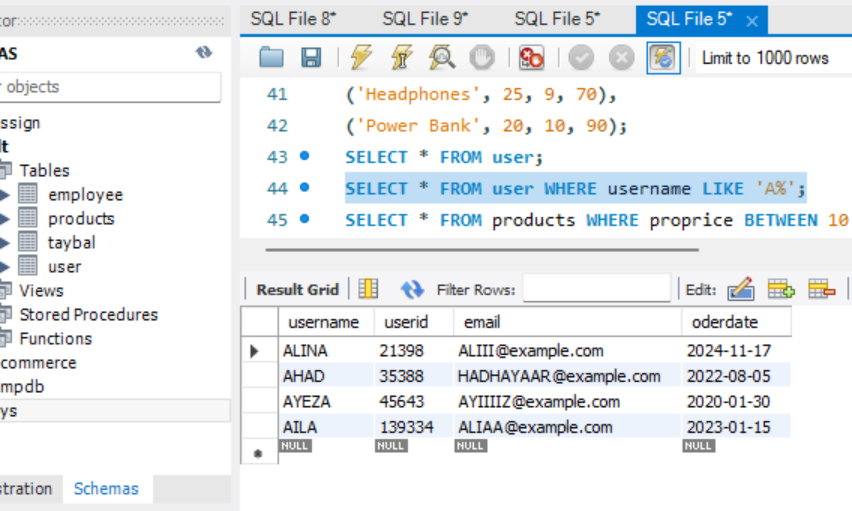 SQL File 8*
SQL File 9*
SQL File 5*
SQL File 5*
Limit to 1000 rows
tor
AS
r objects
ssign
lt
Tables
employee
products
taybal
user
Views
Stored Procedures
Functions
commerce
mpdb
ys
stration
Schemas
41 ('Headphones', 25, 9, 70),
42 ('Power Bank', 20, 10, 90);
43 SELECT * FROM user;
44 SELECT * FROM user WHERE username LIKE 'A%';
45 SELECT * FROM products WHERE proprice BETWEEN 10
Result Grid Filter Rows: Edit:
username userid email oderdate
ALINA 21398 ALIII@example.com 2024-11-17
AHAD 35388 HADHAYAAR@example.com 2022-08-05
AYEZA 45643 AYIIIIZ@example.com 2020-01-30
AILA 139334 ALIAA@example.com 2023-01-15
NULL NULL NULL NULL